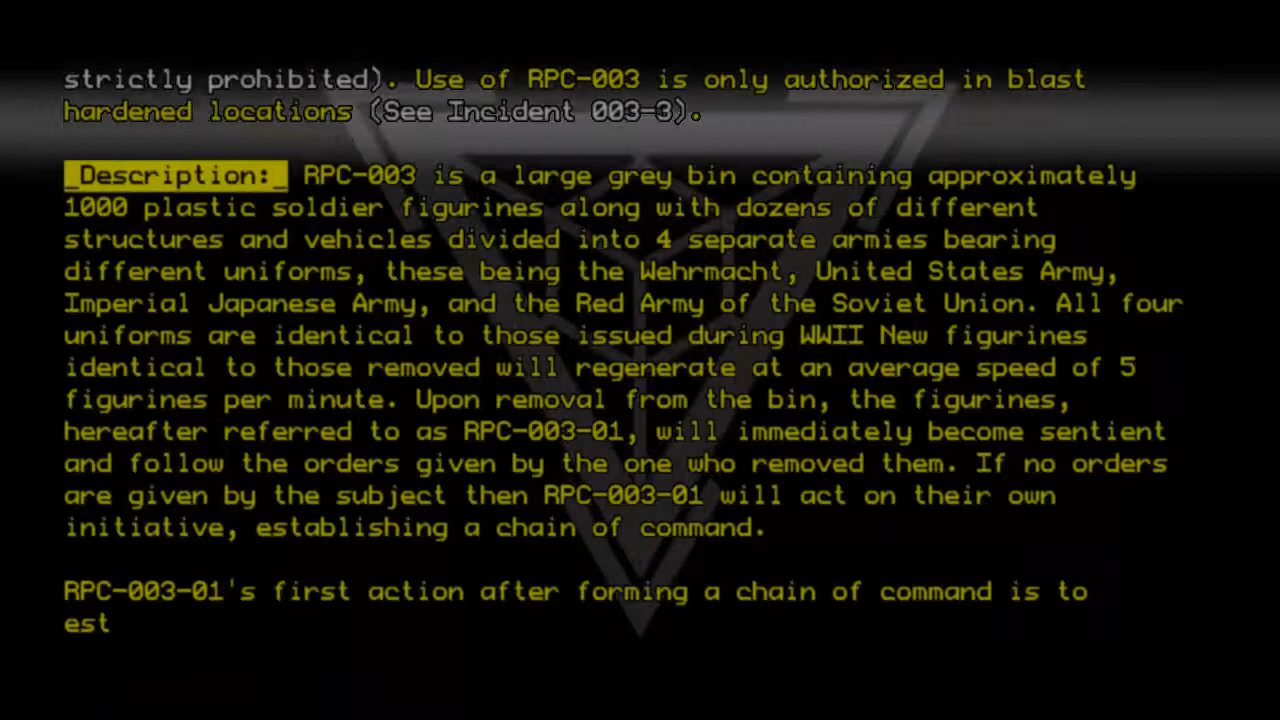 strictly prohibited). Use of RPC-003 is only authorized in blast
hardened locations (See Incident 003-3).
_Description:_ RPC-003 is a large grey bin containing approximately
1000 plastic soldier figurines along with dozens of different
structures and vehicles divided into 4 separate armies bearing
different uniforms, these being the Wehrmacht, United States Army,
Imperial Japanese Army, and the Red Army of the Soviet Union. All four
uniforms are identical to those issued during WWII New figurines
identical to those removed will regenerate at an average speed of 5
figurines per minute. Upon removal from the bin, the figurines,
hereafter referred to as RPC-003-01, will immediately become sentient
and follow the orders given by the one who removed them. If no orders
are given by the subject then RPC-003-01 will act on their own
initiative, establishing a chain of command.
RPC-003-01's first action after forming a chain of command is to
est